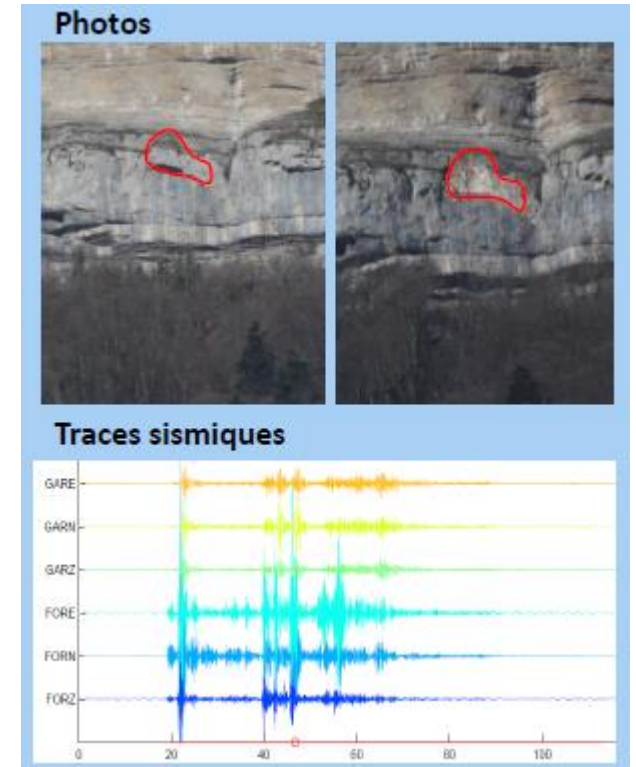 Photos
Traces sismiques
GARE
GARN
GARZ
FORE
FORN
FORZ
0 20 40 60 80 100